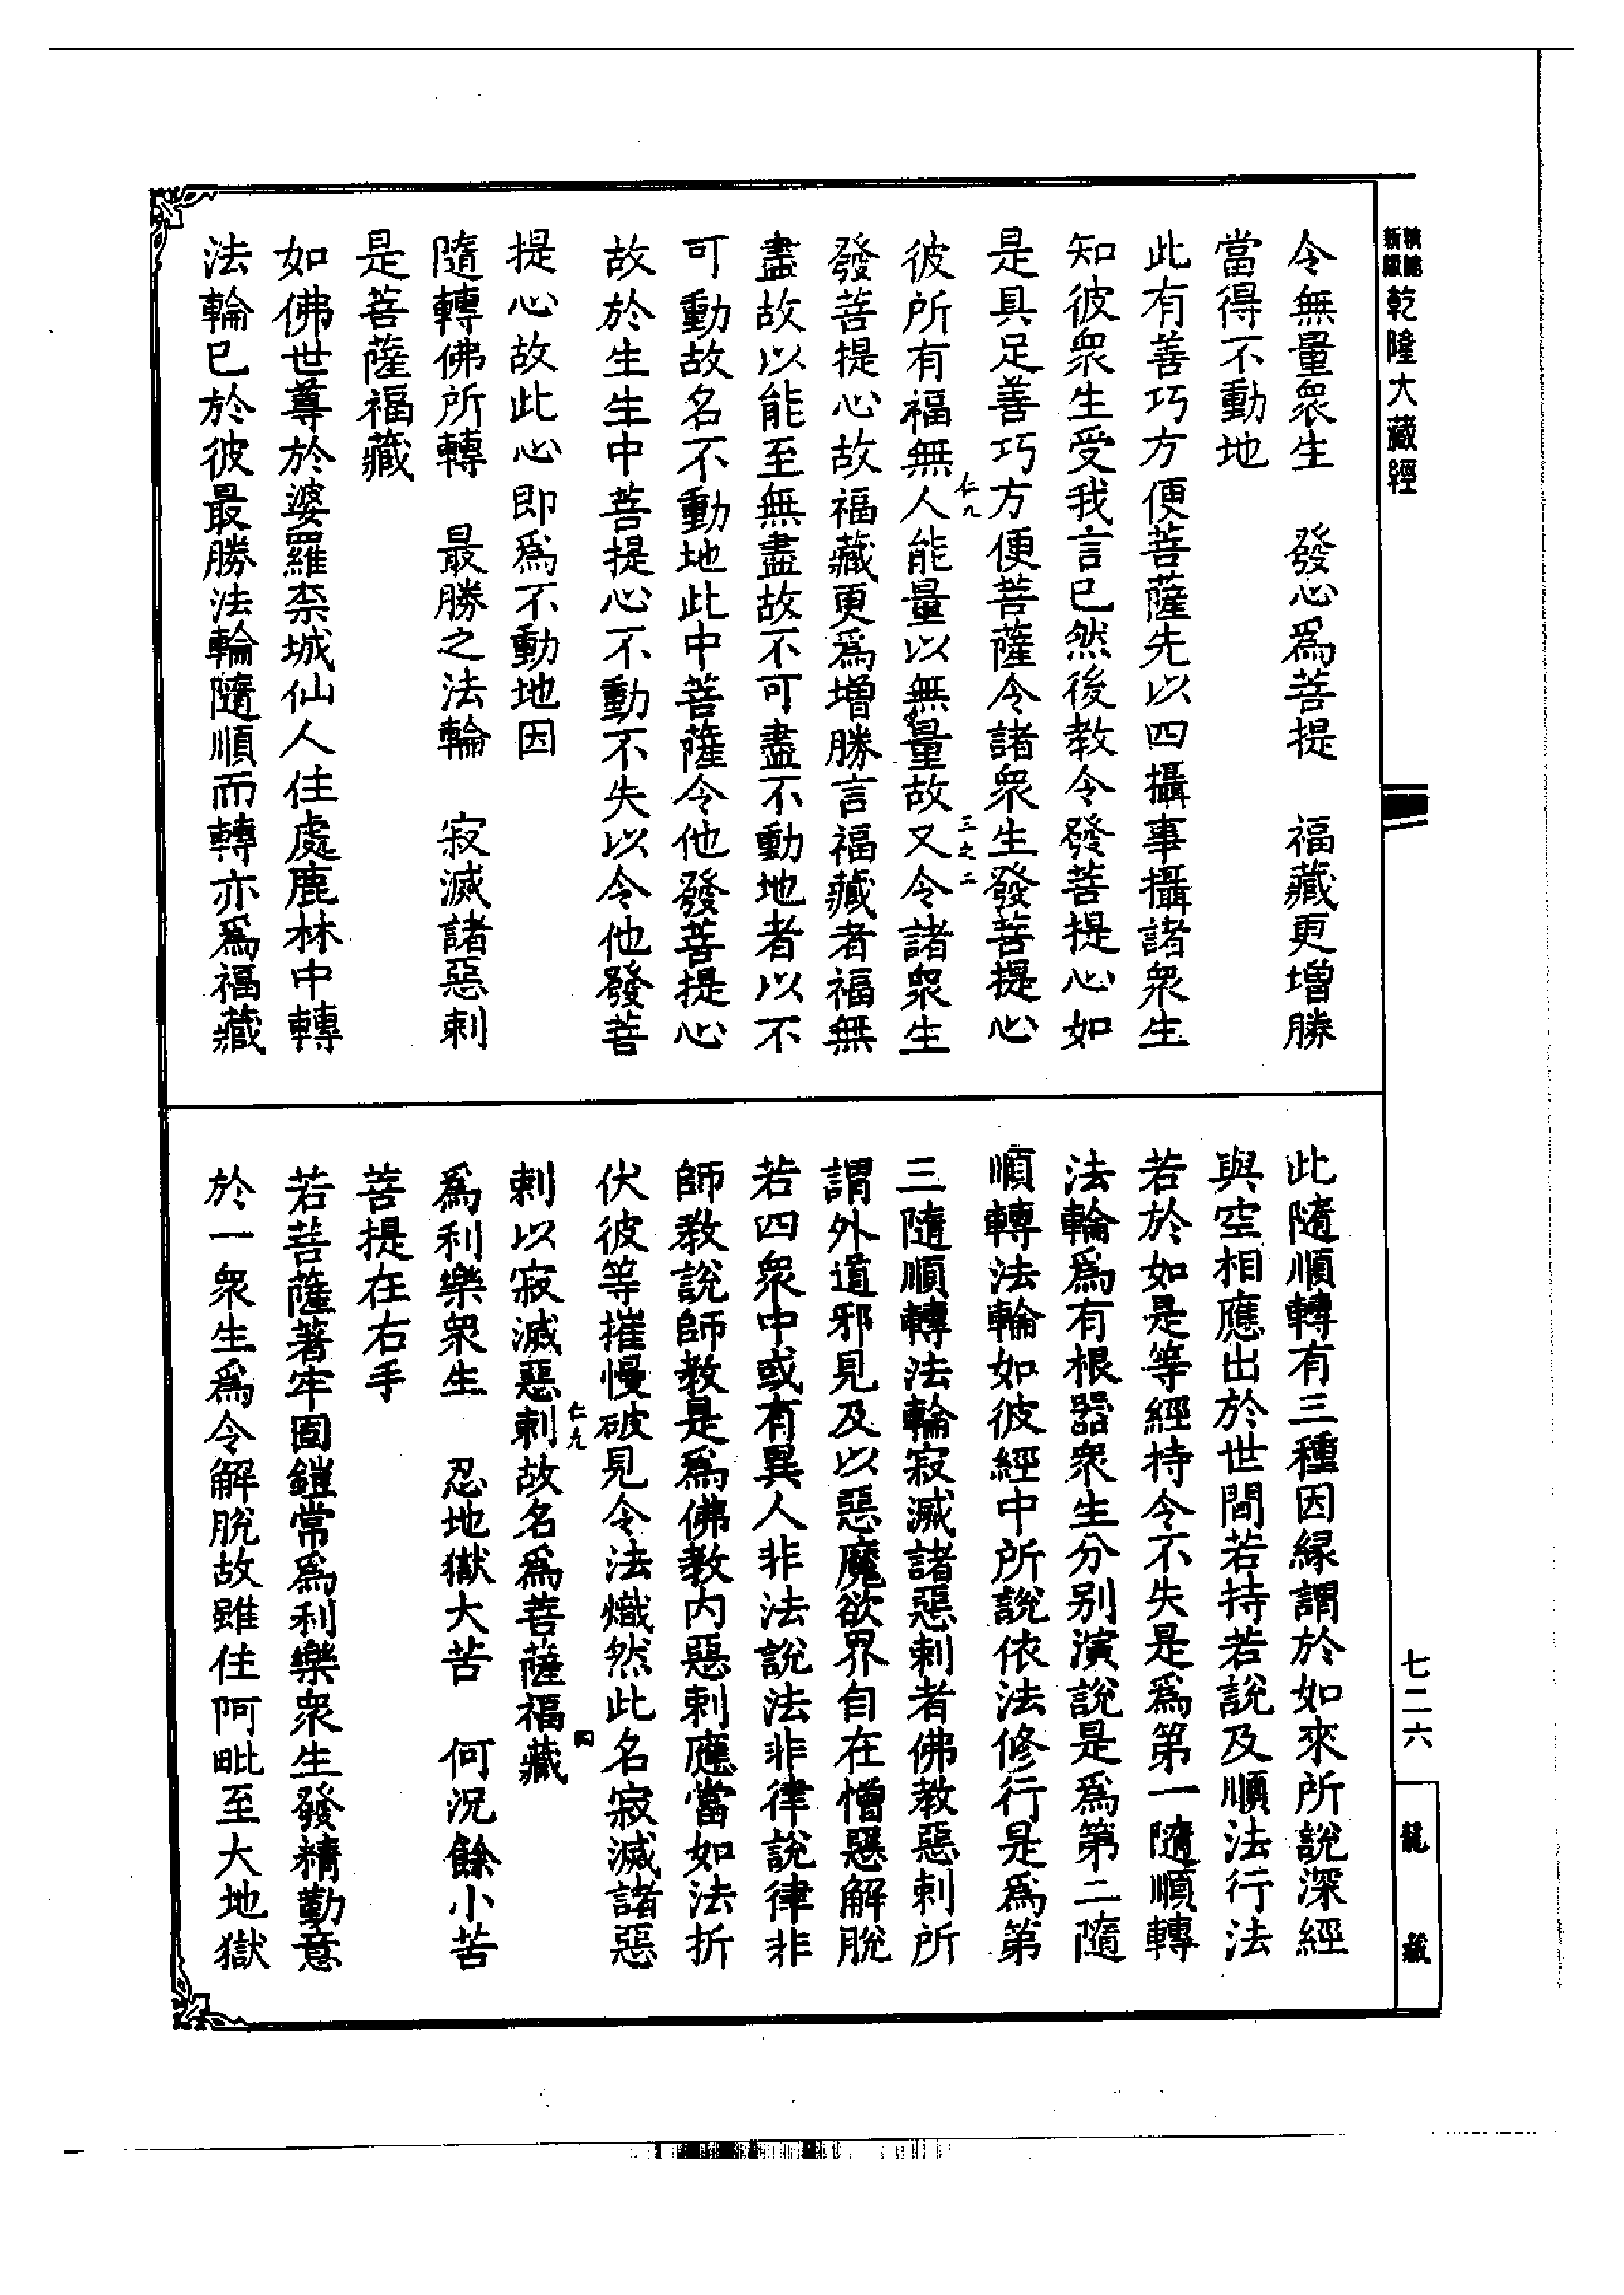 精縮
新版
乾隆大藏經
令無量衆生　發心爲菩提　福藏更增勝
當得不動地
此有善巧方便菩薩先以四攝事攝諸衆生
知彼衆生受我言已然後教令發菩提心如
是具足善巧方便菩薩令諸衆生發菩提心
仁九
三之二
彼所有福無人能量以無量故又令諸衆生
發菩提心故福藏更爲增勝言福藏者福無
盡故以能至無盡故不可盡不動地者以不
可動故名不動地此中菩薩令他發菩提心
故於生生中菩提心不動不失以令他發菩
提心故此心即爲不動地因
隨轉佛所轉　最勝之法輪　寂滅諸惡刺
是菩薩福藏
如佛世尊於婆羅柰城仙人住處鹿林中轉
法輪已於彼最勝法輪隨順而轉亦爲福藏
此隨順轉有三種因緣謂於如來所說深經
與空相應出於世間若持若說及順法行法
若於如是等經持令不失是爲第一隨順轉
法輪爲有根器衆生分別演說是爲第二隨
順轉法輪如彼經中所說依法修行是爲第
三隨順轉法輪寂滅諸惡刺者佛教惡刺所
謂外道邪見及以惡魔欲界自在憎惡解脫
若四衆中或有異人非法說法非律說律非
師教說師教是爲佛教內惡刺應當如法折
伏彼等摧慢破見令法熾然此名寂滅諸惡
仁九
四
刺以寂滅惡刺故名爲菩薩福藏
爲利樂衆生　忍地獄大苦　何況餘小苦
菩提在右手
若菩薩著牢固鎧常爲利樂衆生發精勤意
於一衆生爲令解脫故雖住阿毗至大地獄
七二六
龍藏